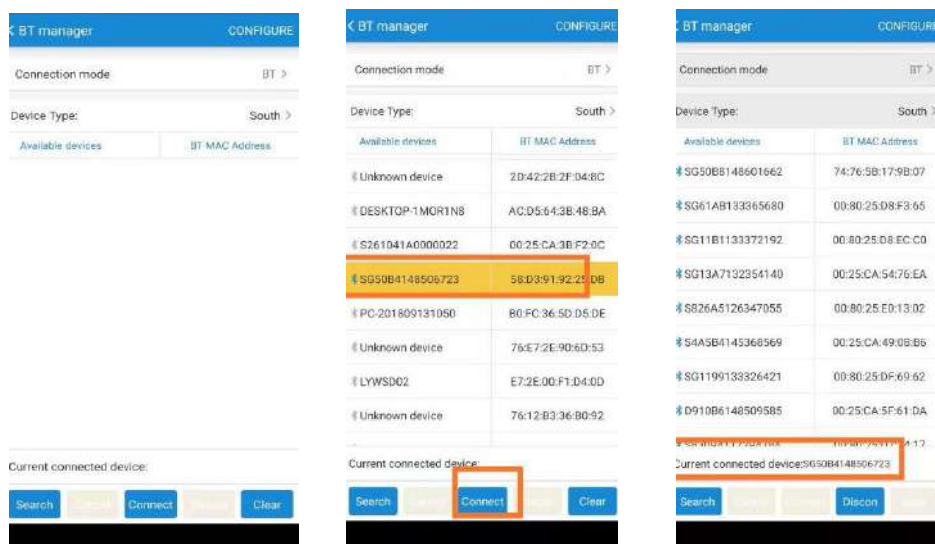 < BT manager CONFIGURE
Connection mode BT >
Device Type: South >
Available devices BT MAC Address
Current connected device:
Search Connect Clear
< BT manager CONFIGURE
Connection mode BT >
Device Type: South >
Available devices BT MAC Address
Unknown device 2D:42:2B:2F:04:8C
DESKTOP-1MOR1N8 AC:D5:64:3B:48:BA
S261041A0000022 00:25:CA:3B:F2:0C
SG50B4148506723 58:D3:91:92:25:DB
PC-201809131050 B0:FC:36:5D:D5:DE
Unknown device 76:E7:2E:90:6D:53
LYWSD02 E7:2E:00:F1:D4:0D
Unknown device 76:12:B3:36:B0:92
Current connected device:
Search Connect Clear
BT manager CONFIGURE
Connection mode BT >
Device Type: South >
Available devices BT MAC Address
SG50B8148601662 74:76:5B:17:9B:07
SG61AB133365680 00:80:25:D8:F3:65
SG11B1133372192 00:80:25:D8:EC:C0
SG13A7132354140 00:25:CA:54:76:EA
S826A5126347055 00:80:25:E0:13:02
S4A5B4145368569 00:25:CA:49:08:B6
SG1199133326421 00:80:25:DF:69:62
D910B6148509585 00:25:CA:5F:61:DA
Current connected device:SG50B4148506723
Search Discon